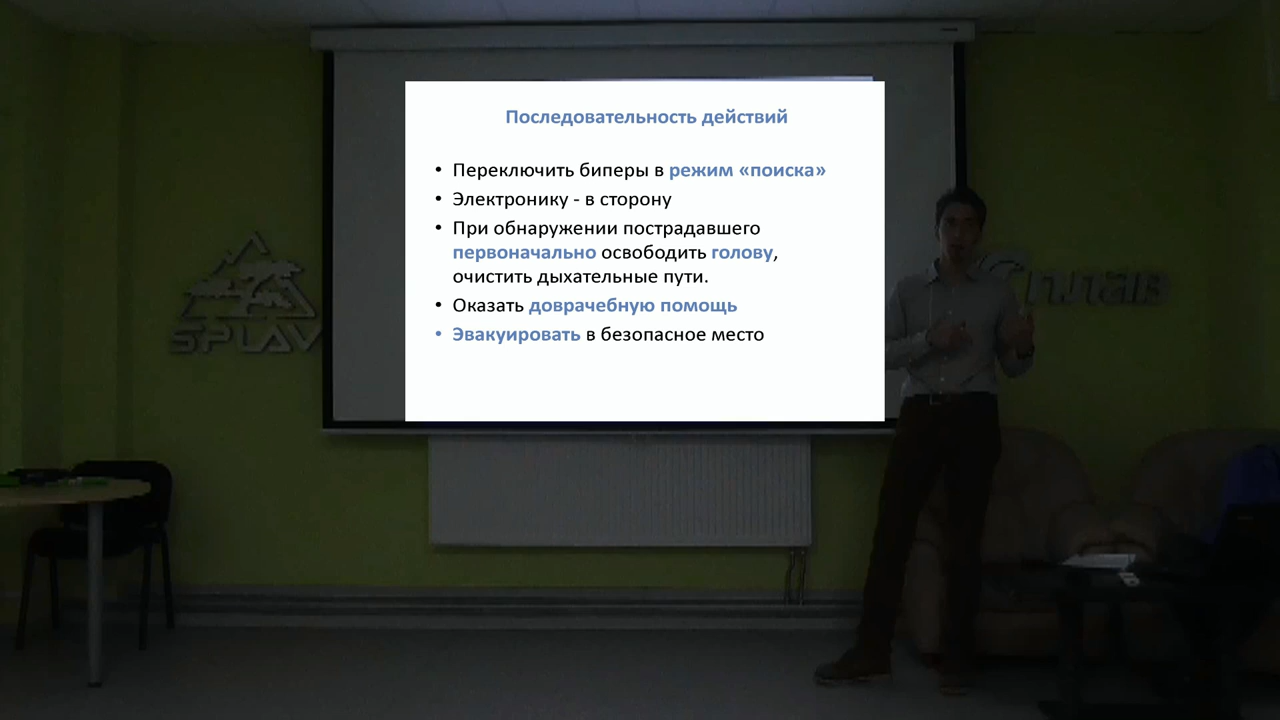 Последовательность действий
• Переключить биперы в режим «поиска»
• Электронику - в сторону
• При обнаружении пострадавшего
первоначально освободить голову,
очистить дыхательные пути.
• Оказать доврачебную помощь
• Эвакуировать в безопасное место
SPLAV
Сплав